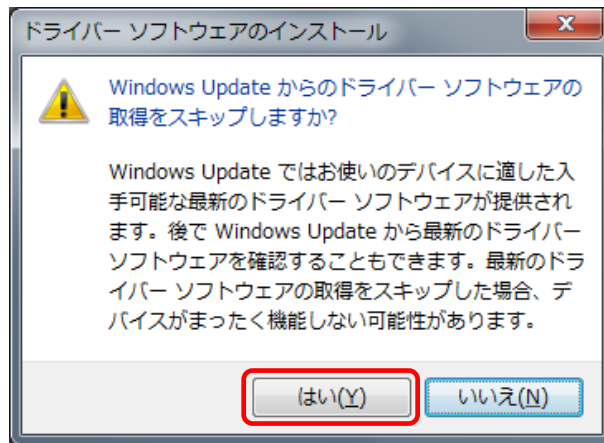 ドライバー ソフトウェアのインストール
Windows Update からのドライバー ソフトウェアの
取得をスキップしますか?
Windows Update ではお使いのデバイスに適した入
手可能な最新のドライバー ソフトウェアが提供され
ます。後で Windows Update から最新のドライバー
ソフトウェアを確認することもできます。最新のドラ
イバー ソフトウェアの取得をスキップした場合、デ
バイスがまったく機能しない可能性があります。
はい(Y)
いいえ(N)